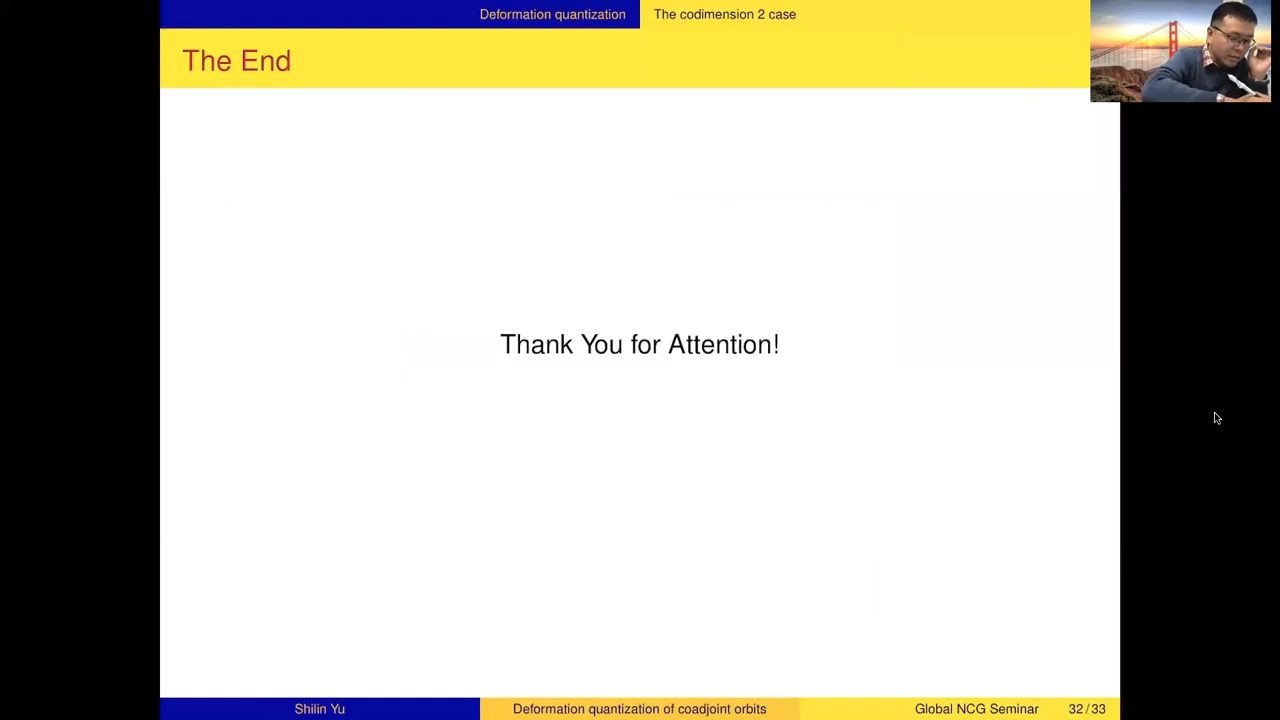 Deformation quantization
The codimension 2 case
The End
Thank You for Attention!
Shilin Yu
Deformation quantization of coadjoint orbits
Global NCG Seminar
32/33